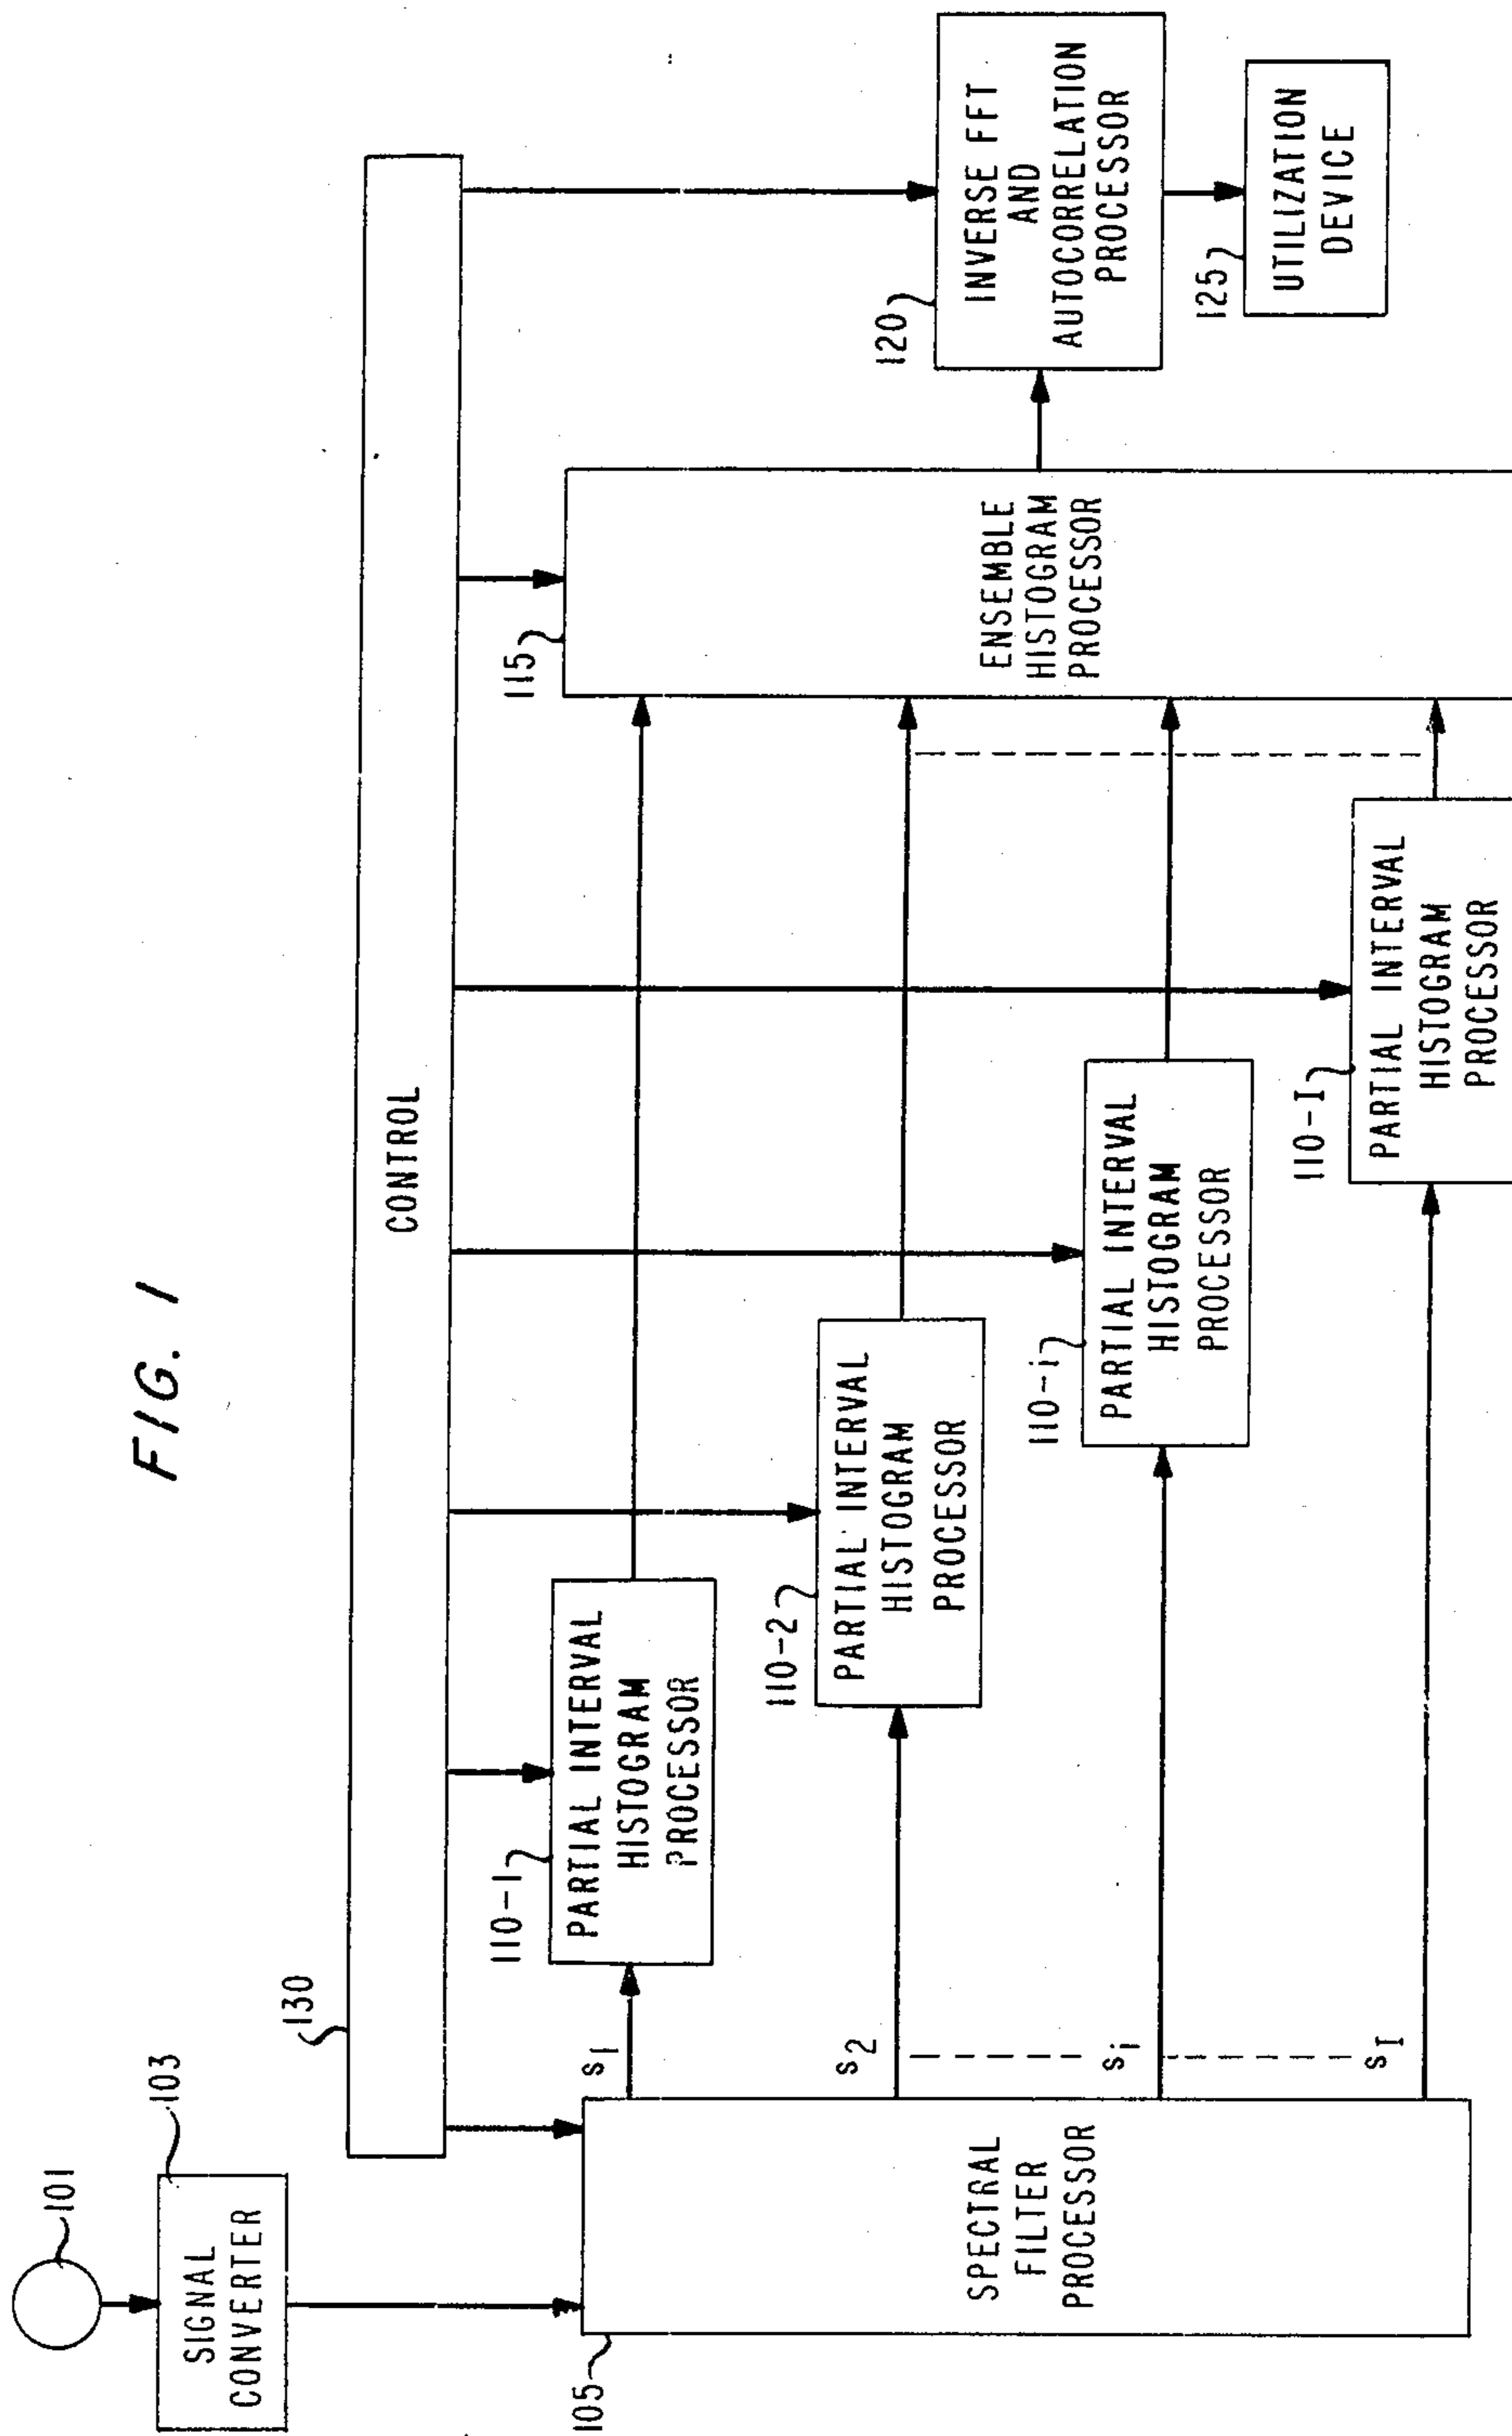 FIG. 1
101
103
SIGNAL
CONVERTER
130
CONTROL
105
SPECTRAL
FILTER
PROCESSOR
s1
s2
si
sI
110-1
PARTIAL INTERVAL
HISTOGRAM
PROCESSOR
110-2
PARTIAL INTERVAL
HISTOGRAM
PROCESSOR
110-i
PARTIAL INTERVAL
HISTOGRAM
PROCESSOR
110-I
PARTIAL INTERVAL
HISTOGRAM
PROCESSOR
115
ENSEMBLE
HISTOGRAM
PROCESSOR
120
INVERSE FFT
AND
AUTOCORRELATION
PROCESSOR
125
UTILIZATION
DEVICE